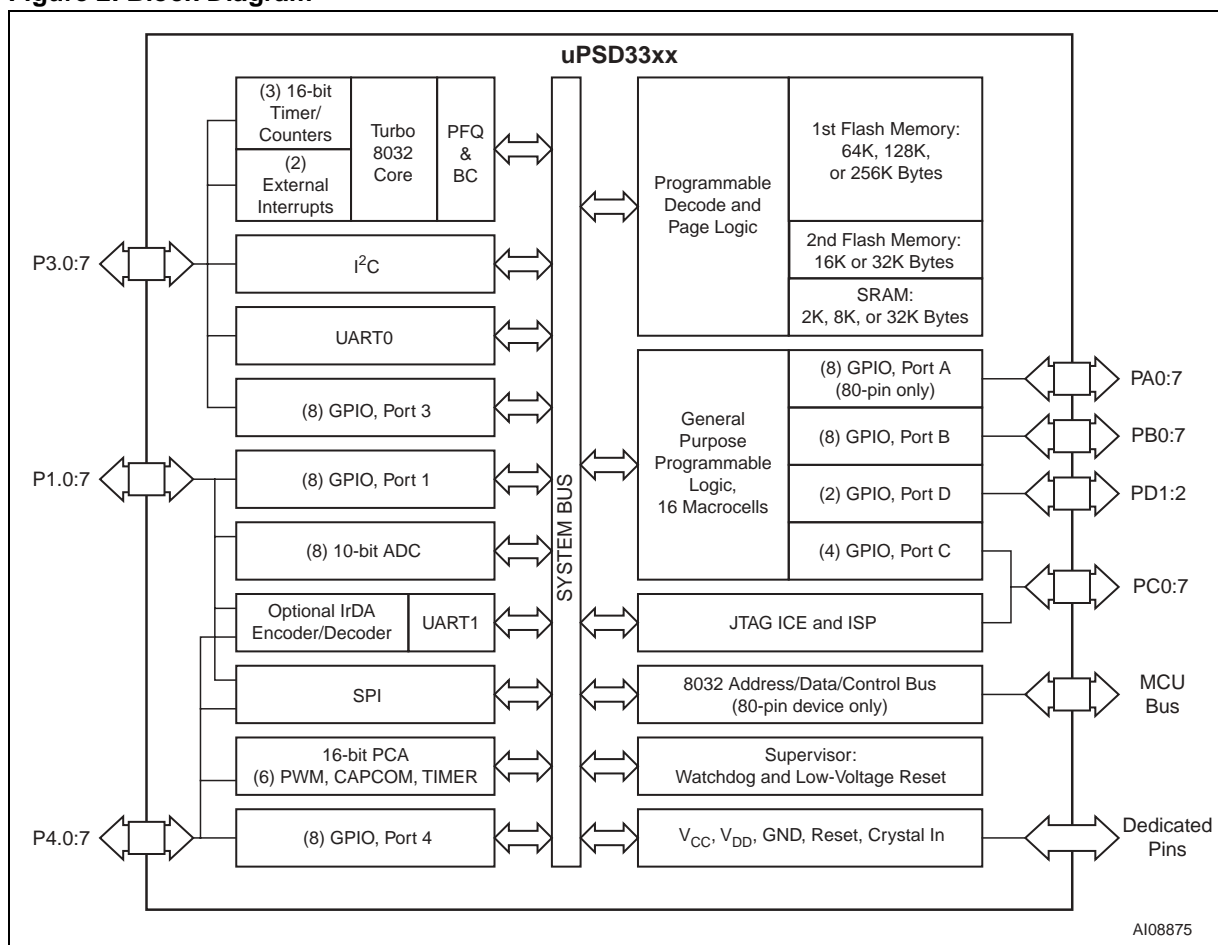 uPSD33xx
(3) 16-bit
Timer/
Counters
(2)
External
Interrupts
Turbo
8032
Core
PFQ
&
BC
I²C
UART0
(8) GPIO, Port 3
(8) GPIO, Port 1
(8) 10-bit ADC
Optional IrDA
Encoder/Decoder
UART1
SPI
16-bit PCA
(6) PWM, CAPCOM, TIMER
(8) GPIO, Port 4
P3.0:7
P1.0:7
P4.0:7
SYSTEM BUS
Programmable
Decode and
Page Logic
1st Flash Memory:
64K, 128K,
or 256K Bytes
2nd Flash Memory:
16K or 32K Bytes
SRAM:
2K, 8K, or 32K Bytes
General
Purpose
Programmable
Logic,
16 Macrocells
(8) GPIO, Port A
(80-pin only)
(8) GPIO, Port B
(2) GPIO, Port D
(4) GPIO, Port C
JTAG ICE and ISP
8032 Address/Data/Control Bus
(80-pin device only)
Supervisor:
Watchdog and Low-Voltage Reset
VCC, VDD, GND, Reset, Crystal In
PA0:7
PB0:7
PD1:2
PC0:7
MCU
Bus
Dedicated
Pins
AI08875